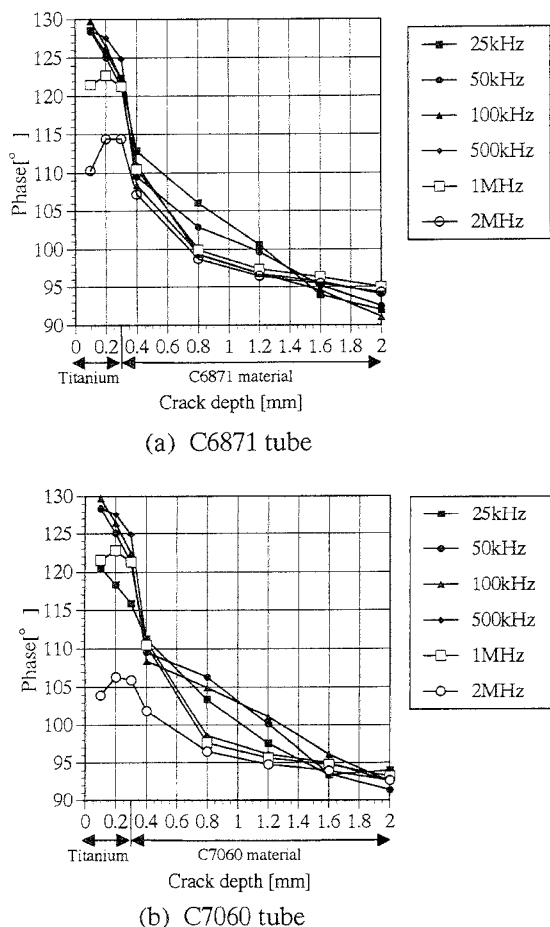 130
125
120
115
110
105
100
95
90
Phase[° ]
0 0.2 0.4 0.6 0.8 1 1.2 1.4 1.6 1.8 2
Titanium C6871 material
Crack depth [mm]
25kHz
50kHz
100kHz
500kHz
1MHz
2MHz
(a) C6871 tube
130
125
120
115
110
105
100
95
90
Phase[° ]
0 0.2 0.4 0.6 0.8 1 1.2 1.4 1.6 1.8 2
Titanium C7060 material
Crack depth [mm]
25kHz
50kHz
100kHz
500kHz
1MHz
2MHz
(b) C7060 tube